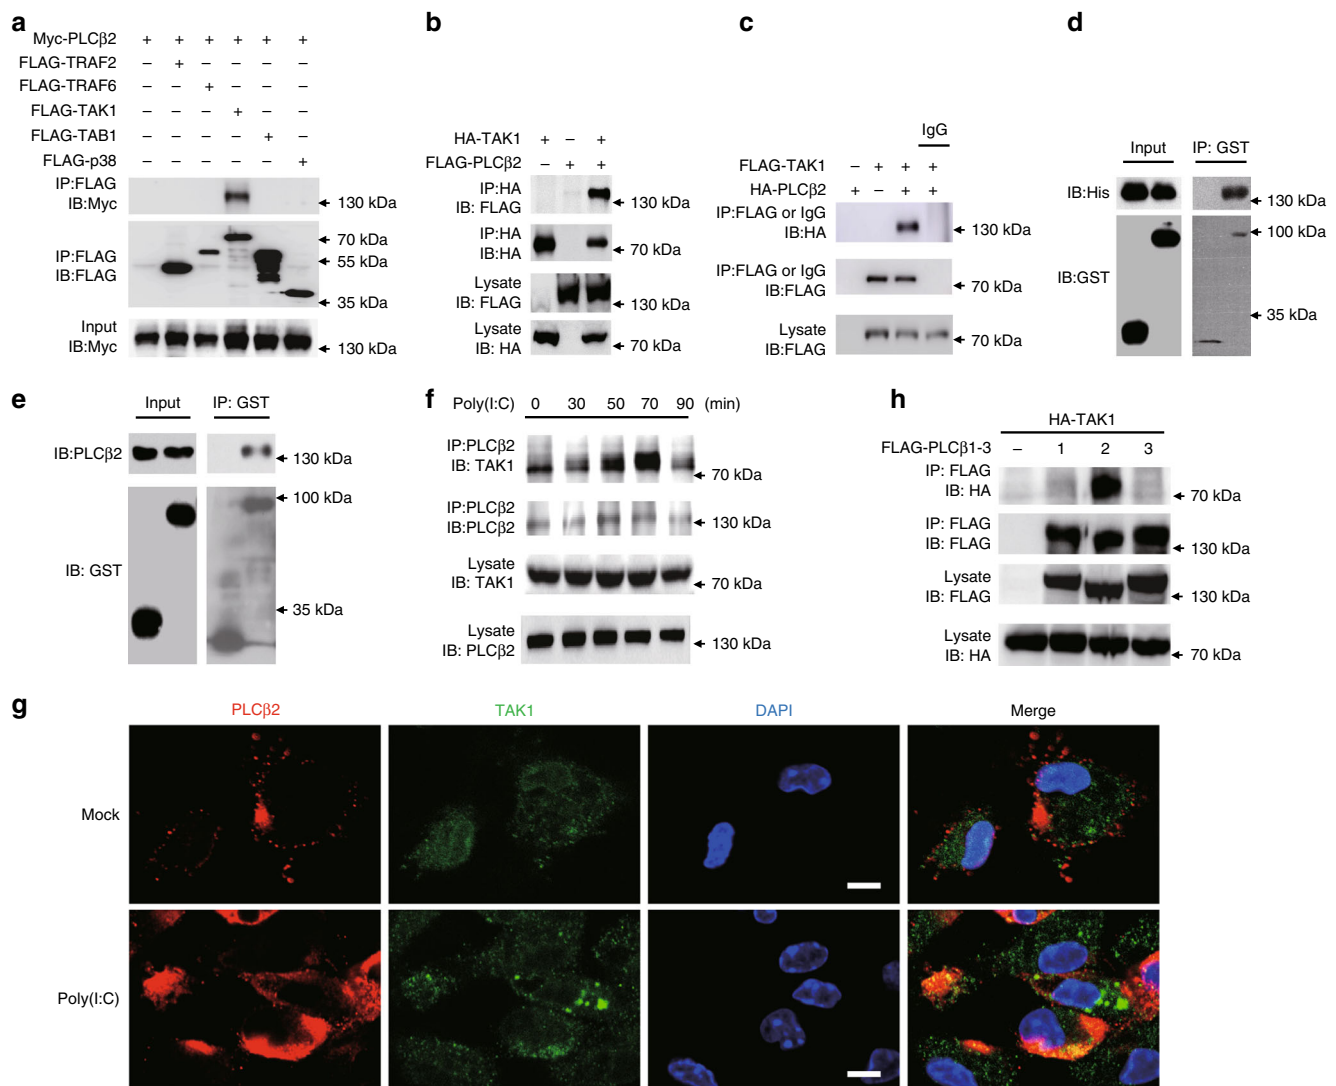 a
Myc-PLCβ2 + + + + + +
FLAG-TRAF2 – + – – – –
FLAG-TRAF6 – – + – – –
FLAG-TAK1 – – – + – –
FLAG-TAB1 – – – – + –
FLAG-p38 – – – – – +
IP:FLAG
IB:Myc
130 kDa
IP:FLAG
IB:FLAG
70 kDa
55 kDa
35 kDa
Input
IB:Myc
130 kDa
b
HA-TAK1 + – +
FLAG-PLCβ2 – + +
IP:HA
IB: FLAG
130 kDa
IP:HA
IB:HA
70 kDa
Lysate
IB: FLAG
130 kDa
Lysate
IB: HA
70 kDa
c
IgG
FLAG-TAK1 – + + +
HA-PLCβ2 + – + +
IP:FLAG or IgG
IB:HA
130 kDa
IP:FLAG or IgG
IB:FLAG
70 kDa
Lysate
IB:FLAG
70 kDa
d
Input IP: GST
IB:His
130 kDa
100 kDa
IB:GST
35 kDa
e
Input IP: GST
IB:PLCβ2
130 kDa
100 kDa
IB: GST
35 kDa
f
Poly(I:C) 0 30 50 70 90 (min)
IP:PLCβ2
IB: TAK1
70 kDa
IP:PLCβ2
IB:PLCβ2
130 kDa
Lysate
IB: TAK1
70 kDa
Lysate
IB: PLCβ2
130 kDa
h
HA-TAK1
FLAG-PLCβ1-3 – 1 2 3
IP: FLAG
IB: HA
70 kDa
IP: FLAG
IB: FLAG
130 kDa
Lysate
IB: FLAG
130 kDa
Lysate
IB: HA
70 kDa
g
PLCβ2 TAK1 DAPI Merge
Mock
Poly(I:C)